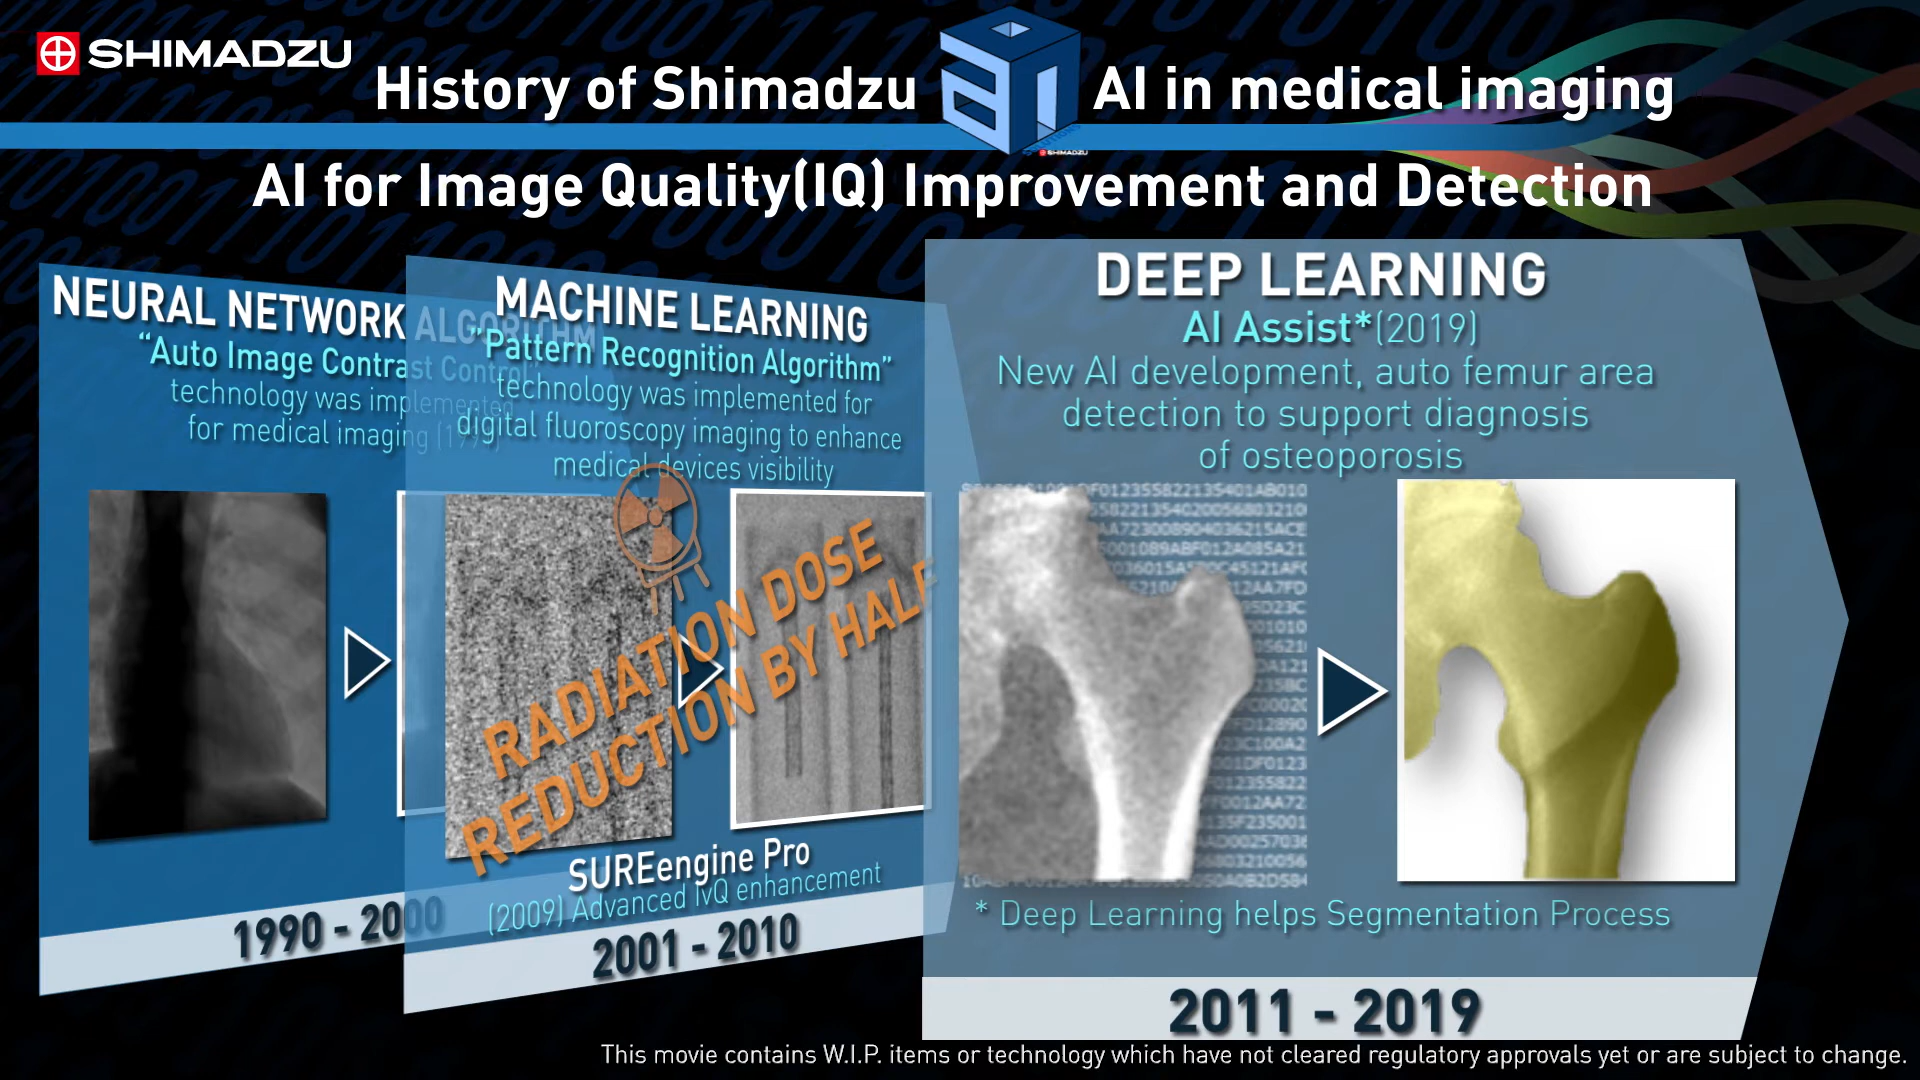 SHIMADZU
History of Shimadzu
AI in medical imaging
SHIMADZU
AI for Image Quality(IQ) Improvement and Detection
NEURAL NETWORK ALGORITHM
“Auto Image Contrast Control”
technology was implemented
for medical imaging
1990 - 2000
MACHINE LEARNING
”Pattern Recognition Algorithm”
technology was implemented for
digital fluoroscopy imaging to enhance
medical devices visibility
RADIATION DOSE
REDUCTION BY HALF
SUREengine Pro
(2009) Advanced IvQ enhancement
2001 - 2010
DEEP LEARNING
AI Assist*(2019)
New AI development, auto femur area
detection to support diagnosis
of osteoporosis
* Deep Learning helps Segmentation Process
2011 - 2019
This movie contains W.I.P. items or technology which have not cleared regulatory approvals yet or are subject to change.